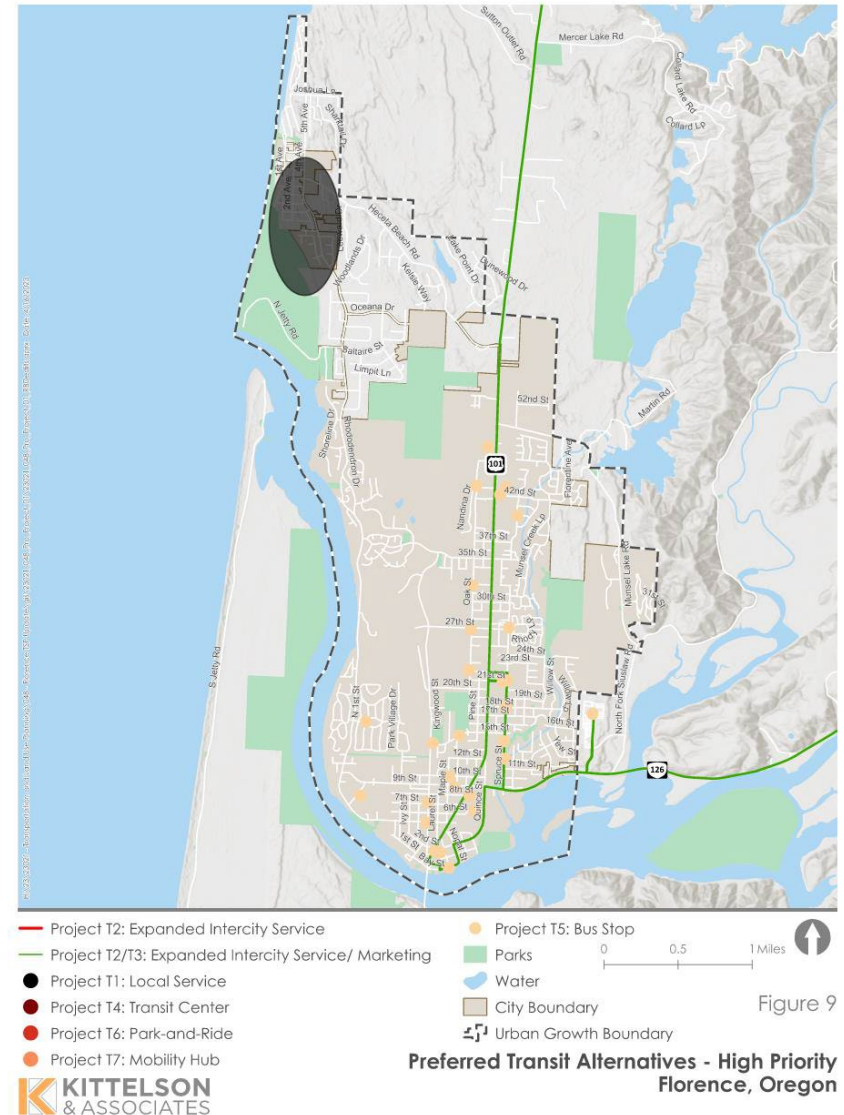 Sutton Outlet Rd
Mercer Lake Rd
Collard Lake Rd
Collard Lp
Joshua Ln
5th Ave
1st Ave
4th Ave
2nd Ave
Heceta Beach Rd
Woodlands Dr
Kelsie Way
Lake Point Dr
Dunewood Dr
N Jetty Rd
Oceana Dr
Saltaire St
Limpit Ln
52nd St
Martin Rd
Shoreline Dr
Rhododendron Dr
101
Florentine Ave
Nandina Dr
42nd St
37th St
Munsel Creek Lp
35th St
Munsel Lake Rd
Oak St
30th St
31st St
27th St
Rhody Lp
24th St
23rd St
S Jetty Rd
21st St
20th St
Willow St
North Fork Siuslaw Rd
N 1st St
Park Village Dr
Kingwood St
Pine St
19th St
18th St
17th St
16th St
15th St
12th St
Yew St
Spruce St
11th St
10th St
Maple St
9th St
8th St
126
7th St
6th St
Ivy St
Laurel St
Quince St
2nd St
1st St
Bay St
Nopal St
Project T2: Expanded Intercity Service
Project T2/T3: Expanded Intercity Service/ Marketing
Project T1: Local Service
Project T4: Transit Center
Project T6: Park-and-Ride
Project T7: Mobility Hub
Project T5: Bus Stop
Parks
Water
City Boundary
Urban Growth Boundary
0 0.5 1 Miles
Figure 9
Preferred Transit Alternatives - High Priority
Florence, Oregon
KITTELSON
& ASSOCIATES